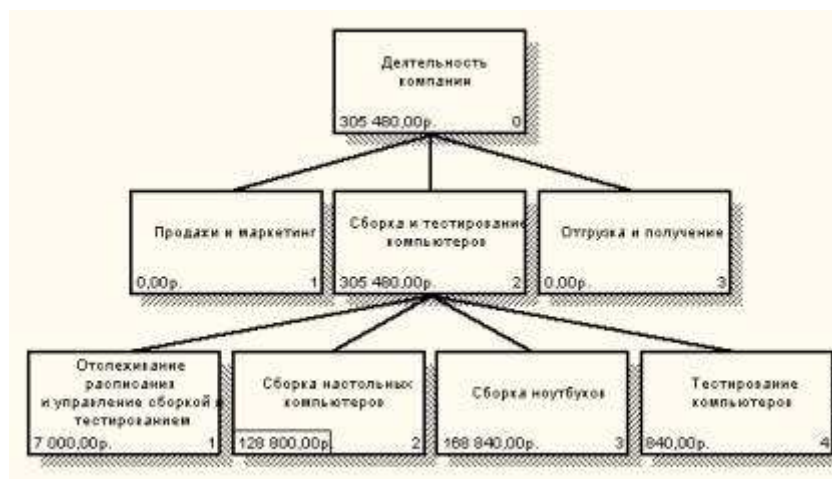 Деятельность
компании
305 480,00р. 0
Продажи и маркетинг
0,00р. 1
Сборка и тестирование
компьютеров
305 480,00р. 2
Отгрузка и получение
0,00р. 3
Отслеживание
расписания
и управление сборкой и
тестированием
7 000,00р. 1
Сборка настольных
компьютеров
128 800,00р. 2
Сборка ноутбуков
168 840,00р. 3
Тестирование
компьютеров
840,00р. 4